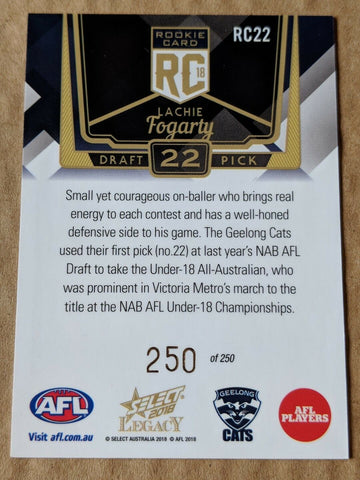 ROOKIE CARD
RC22
RC 18
LACHIE
Fogarty
DRAFT 22 PICK
Small yet courageous on-baller who brings real
energy to each contest and has a well-honed
defensive side to his game. The Geelong Cats
used their first pick (no.22) at last year's NAB AFL
Draft to take the Under-18 All-Australian, who
was prominent in Victoria Metro's march to the
title at the NAB AFL Under-18 Championships.
250 of 250
AFL
Visit afl.com.au
SELECT
2018
LEGACY
© SELECT AUSTRALIA 2018 © AFL 2018
GEELONG
CATS
AFL
PLAYERS